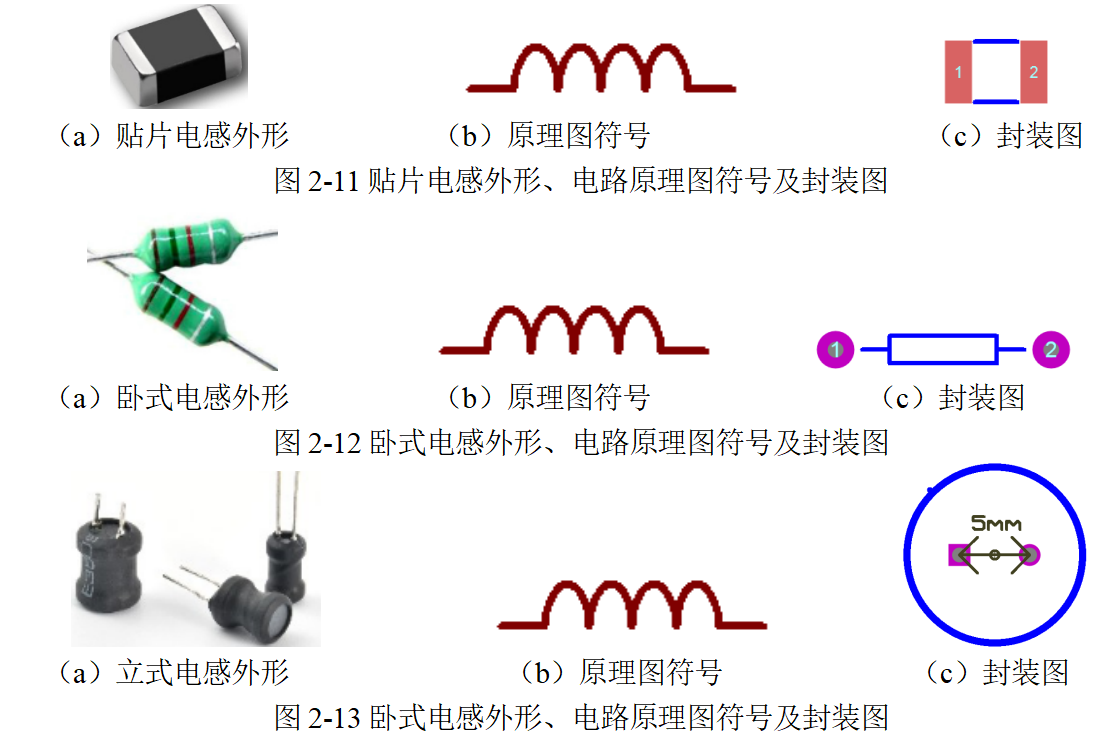 1 2
(a)贴片电感外形 (b)原理图符号 (c)封装图
图 2-11 贴片电感外形、电路原理图符号及封装图
1 2
(a)卧式电感外形 (b)原理图符号 (c)封装图
图 2-12 卧式电感外形、电路原理图符号及封装图
5mm
(a)立式电感外形 (b)原理图符号 (c)封装图
图 2-13 卧式电感外形、电路原理图符号及封装图